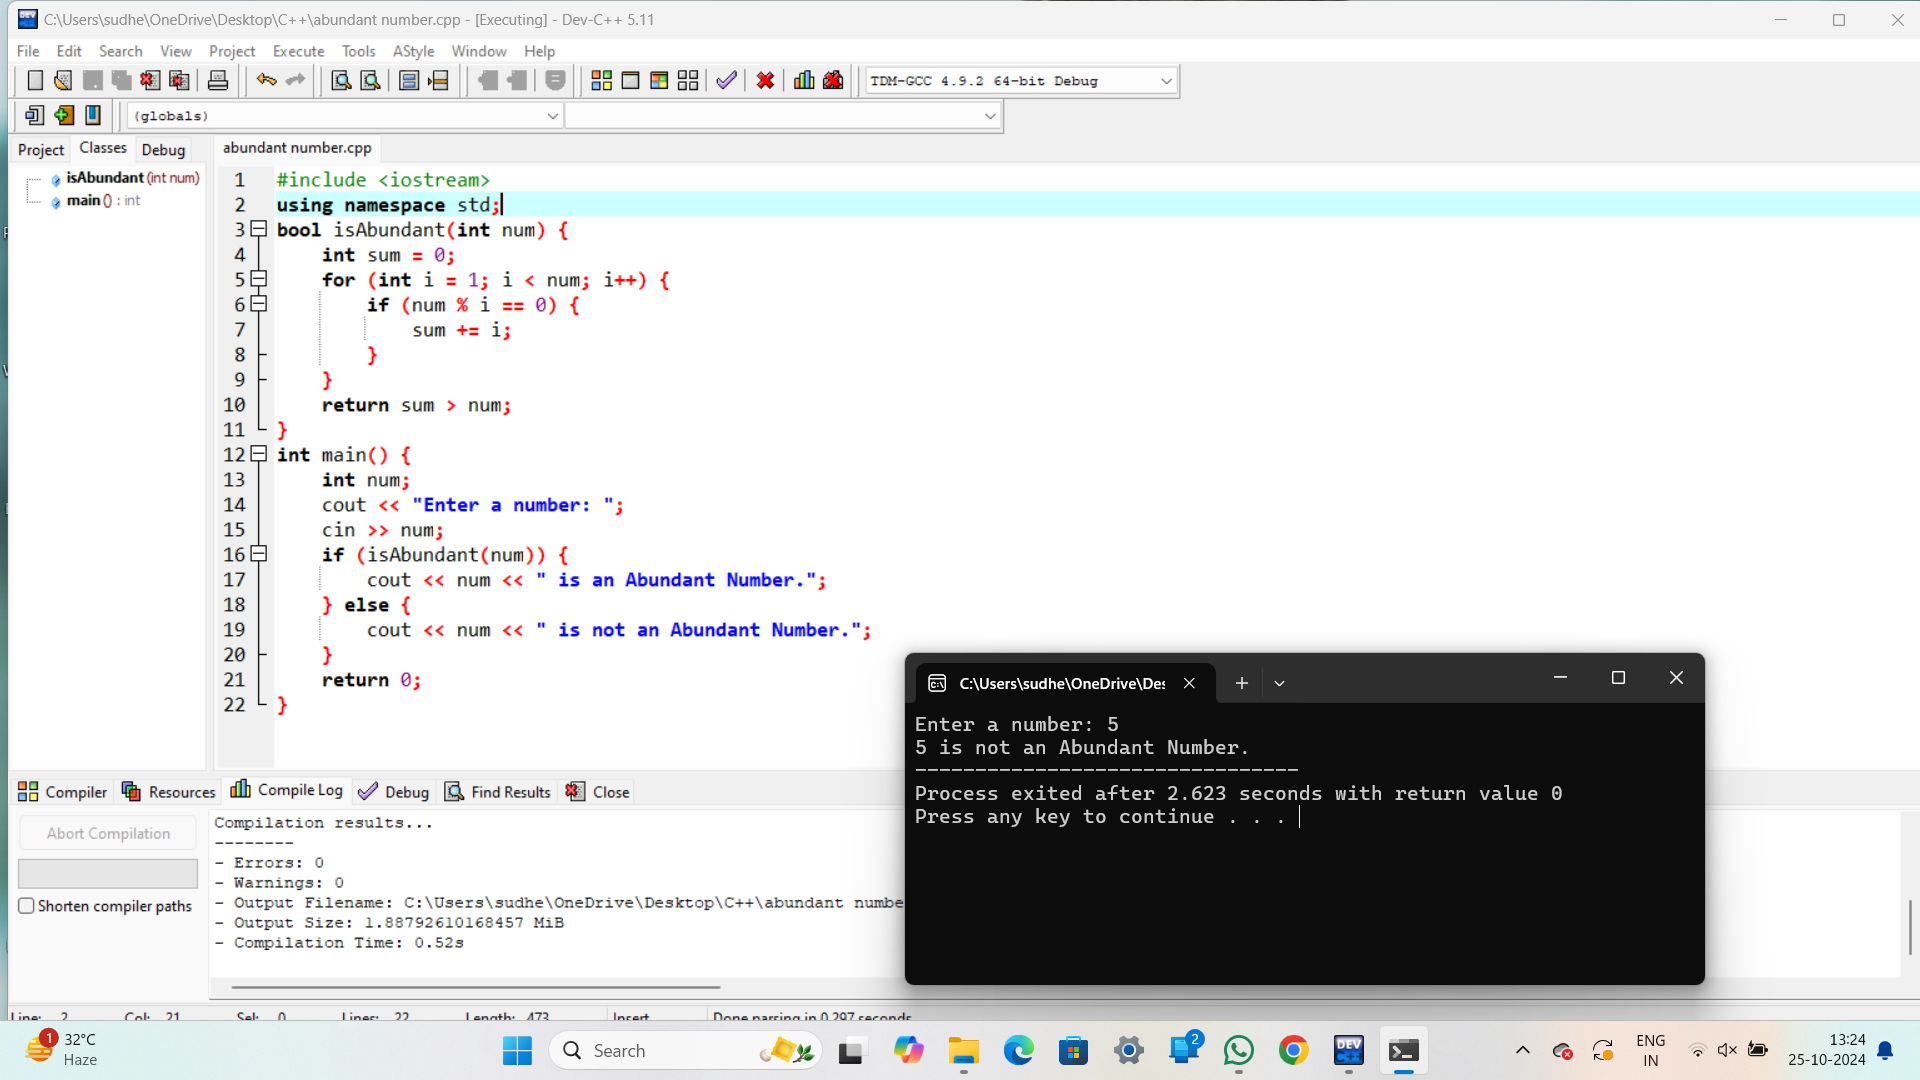 C:\Users\sudhe\OneDrive\Desktop\C++\abundant number.cpp - [Executing] - Dev-C++ 5.11
File Edit Search View Project Execute Tools AStyle Window Help
TDM-GCC 4.9.2 64-bit Debug
(globals)
Project Classes Debug
abundant number.cpp
isAbundant (int num)
main () : int
1 #include <iostream>
2 using namespace std;
3 bool isAbundant(int num) {
4 int sum = 0;
5 for (int i = 1; i < num; i++) {
6 if (num % i == 0) {
7 sum += i;
8 }
9 }
10 return sum > num;
11 }
12 int main() {
13 int num;
14 cout << "Enter a number: ";
15 cin >> num;
16 if (isAbundant(num)) {
17 cout << num << " is an Abundant Number.";
18 } else {
19 cout << num << " is not an Abundant Number.";
20 }
21 return 0;
22 }
C:\Users\sudhe\OneDrive\Des
Enter a number: 5
5 is not an Abundant Number.
--------------------------------
Process exited after 2.623 seconds with return value 0
Press any key to continue . . .
Compiler Resources Compile Log Debug Find Results Close
Abort Compilation
Shorten compiler paths
Compilation results...
--------
- Errors: 0
- Warnings: 0
- Output Filename: C:\Users\sudhe\OneDrive\Desktop\C++\abundant numbe
- Output Size: 1.88792610168457 MiB
- Compilation Time: 0.52s
Line: 2 Col: 21 Sel: 0 Lines: 22 Length: 473 Insert Done parsing in 0.297 seconds
1
32°C
Haze
Search
2
DEV
C++
ENG
IN
13:24
25-10-2024